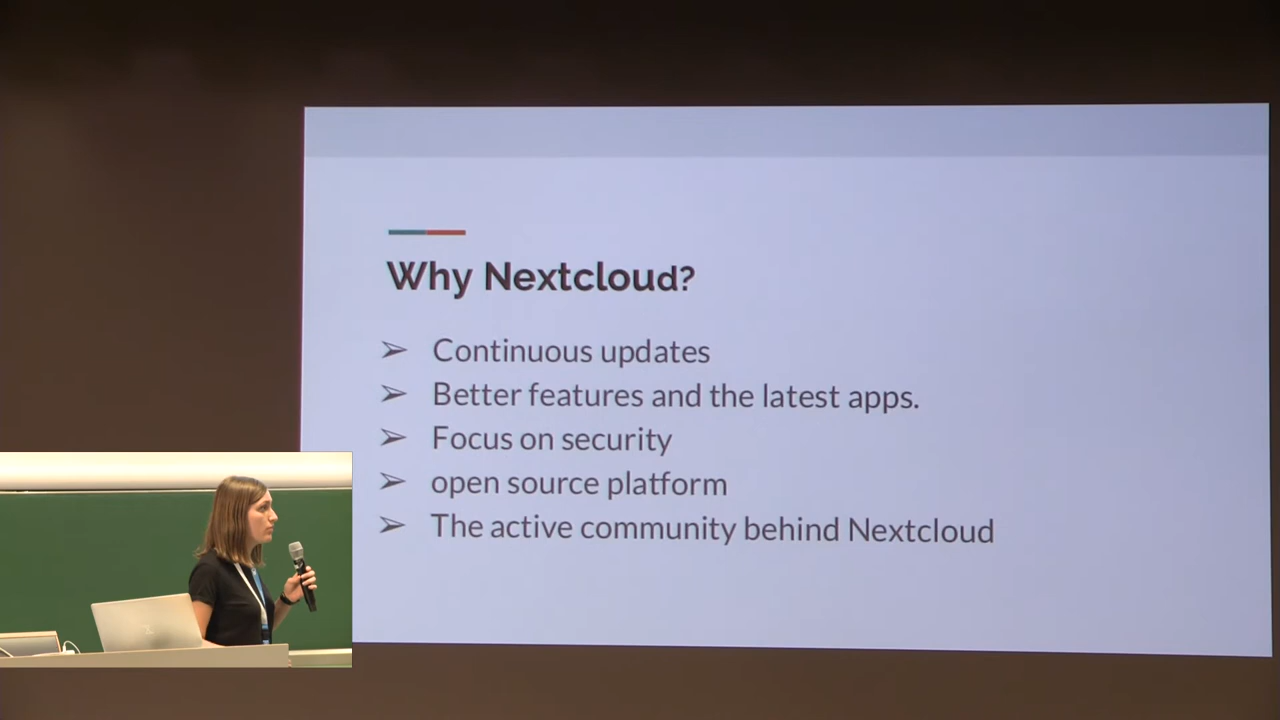 Why Nextcloud?
➢ Continuous updates
➢ Better features and the latest apps.
➢ Focus on security
➢ open source platform
➢ The active community behind Nextcloud